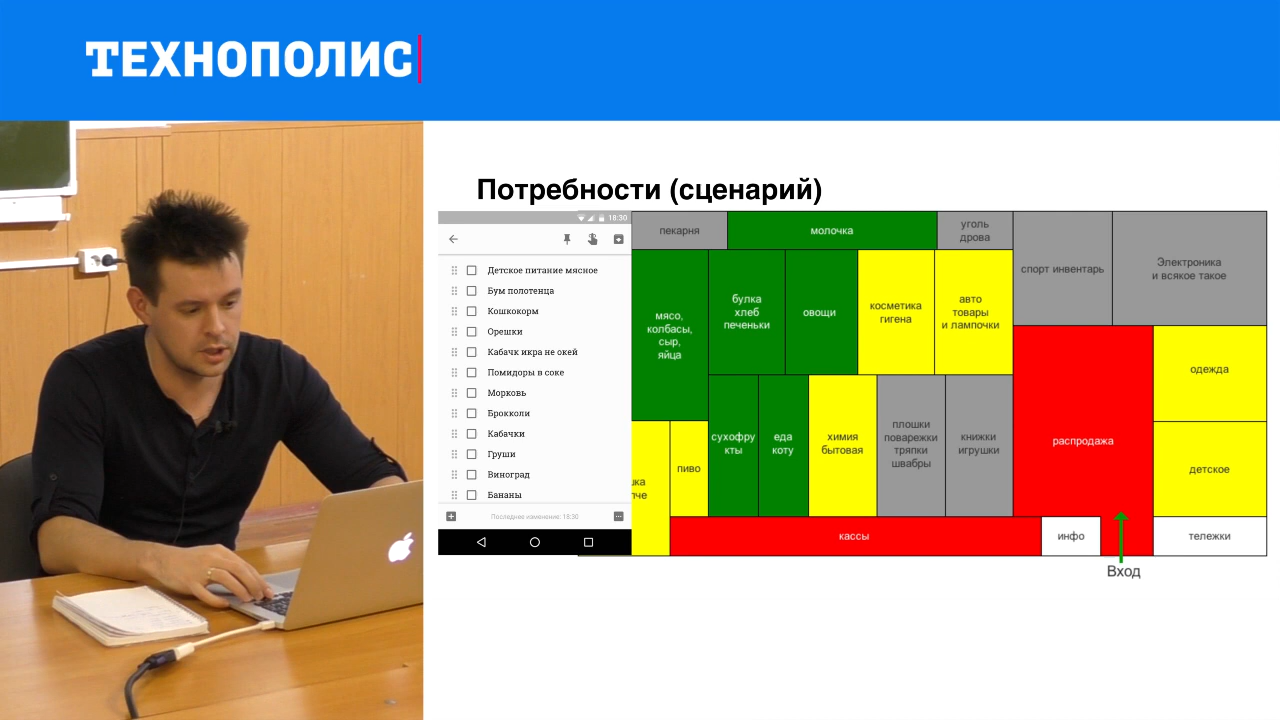 ТЕХНОПОЛИС
Потребности (сценарий)
18:30
Детское питание мясное
Бум полотенца
Кошкокорм
Орешки
Кабачк икра не окей
Помидоры в соке
Морковь
Брокколи
Кабачки
Груши
Виноград
Бананы
Последнее изменение: 18:30
пекарня
молочка
уголь
дрова
спорт инвентарь
Электроника
и всякое такое
мясо,
колбасы,
сыр,
яйца
булка
хлеб
печеньки
овощи
косметика
гигена
авто
товары
и лампочки
одежда
распродажа
пиво
сухофру
кты
еда
коту
химия
бытовая
плошки
поварежки
тряпки
швабры
книжки
игрушки
детское
кассы
инфо
тележки
Вход